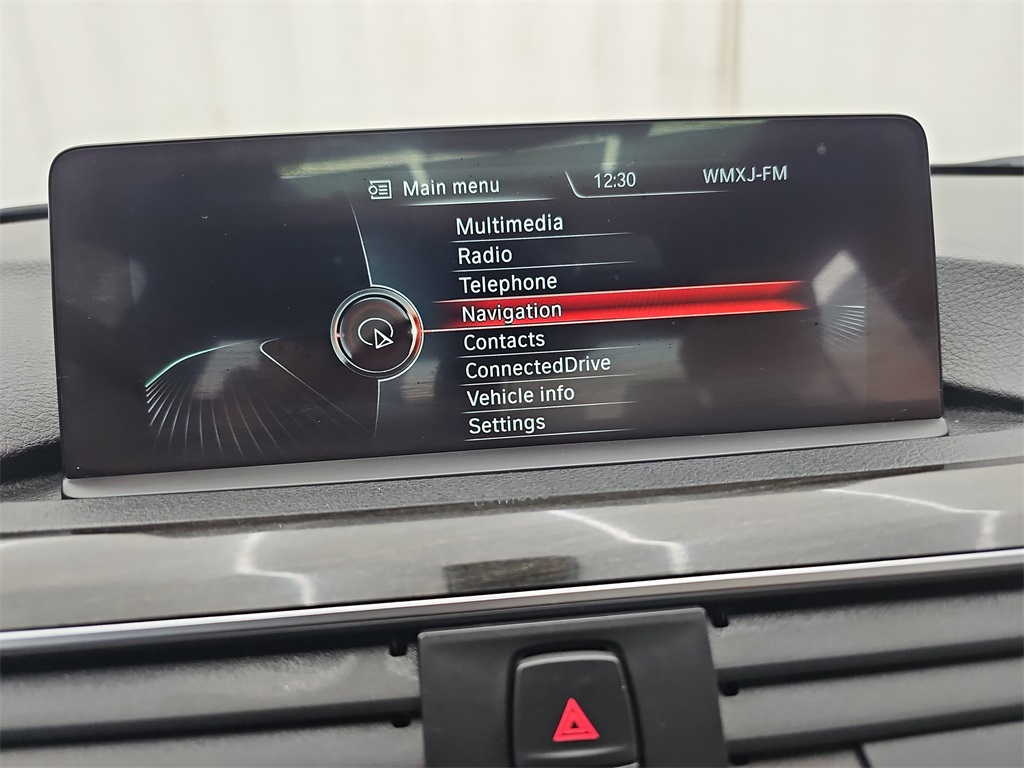 Main menu 12:30 WMXJ-FM
Multimedia
Radio
Telephone
Navigation
Contacts
ConnectedDrive
Vehicle info
Settings